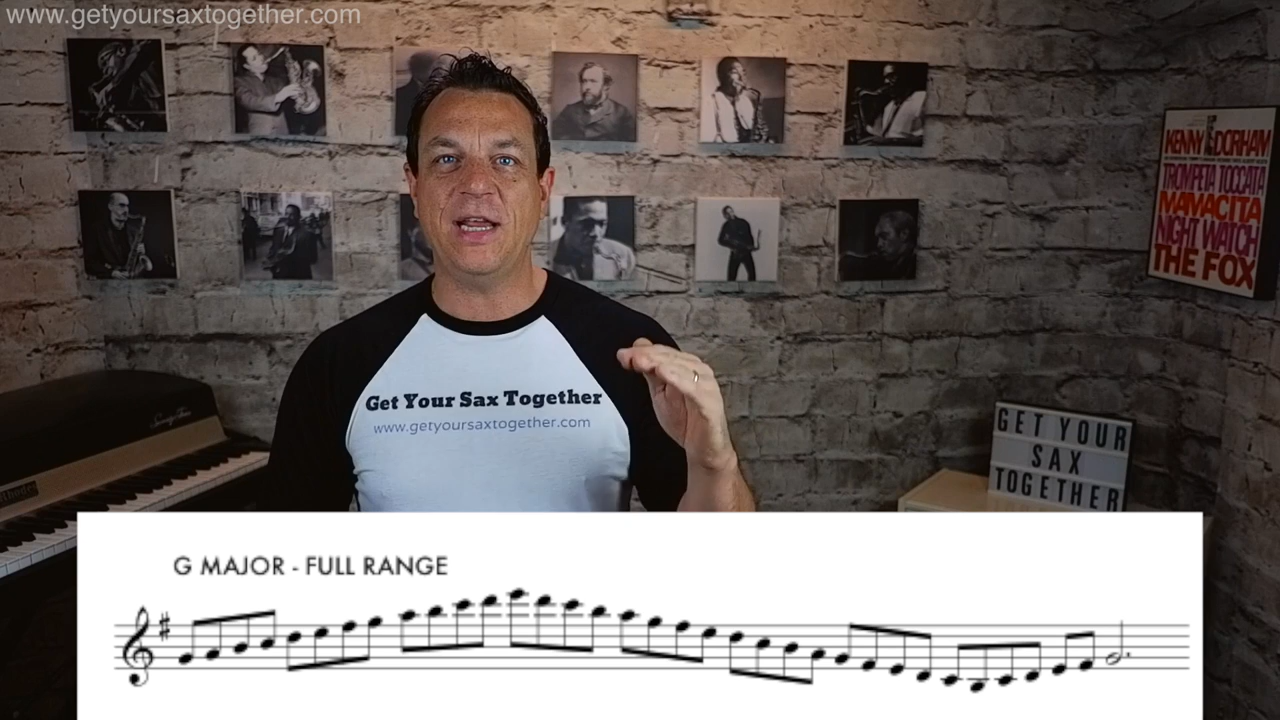 www.getyoursaxtogether.com
KENNY DORHAM
TROMPETA TOCCATA
MAMACITA
NIGHT WATCH
THE FOX
Get Your Sax Together
www.getyoursaxtogether.com
GET YOUR
SAX
TOGETHER
Rhodes
G MAJOR - FULL RANGE